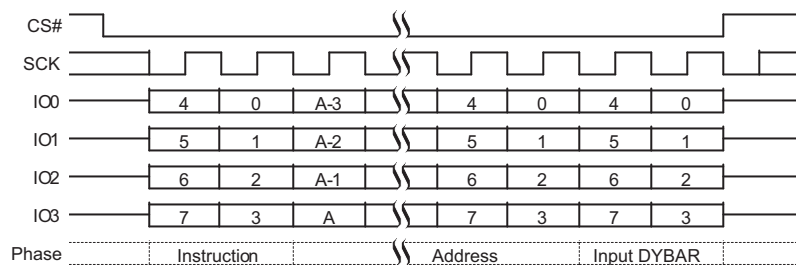 CS#
SCK
IO0 4 0 A-3 4 0 4 0
IO1 5 1 A-2 5 1 5 1
IO2 6 2 A-1 6 2 6 2
IO3 7 3 A 7 3 7 3
Phase Instruction Address Input DYBAR